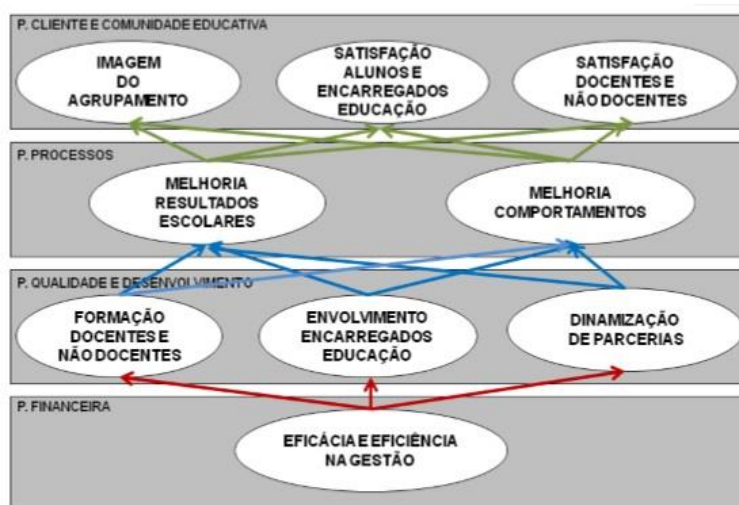 P. CLIENTE E COMUNIDADE EDUCATIVA
IMAGEM
DO
AGRUPAMENTO
SATISFAÇÃO
ALUNOS E
ENCARREGADOS
EDUCAÇÃO
SATISFAÇÃO
DOCENTES E
NÃO DOCENTES
P. PROCESSOS
MELHORIA
RESULTADOS
ESCOLARES
MELHORIA
COMPORTAMENTOS
P. QUALIDADE E DESENVOLVIMENTO
FORMAÇÃO
DOCENTES E
NÃO DOCENTES
ENVOLVIMENTO
ENCARREGADOS
EDUCAÇÃO
DINAMIZAÇÃO
DE PARCERIAS
P. FINANCEIRA
EFICÁCIA E EFICIÊNCIA
NA GESTÃO